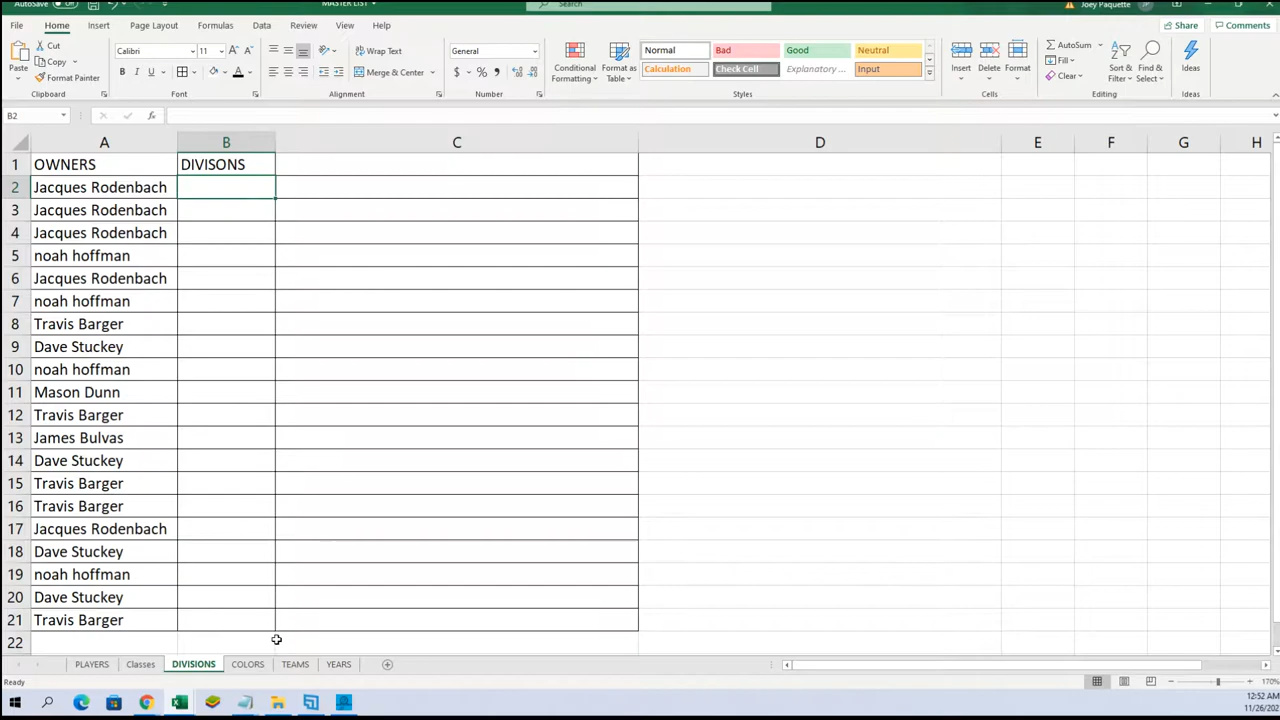 AutoSave
MASTER LIST
Search
Joey Paquette
JP
File Home Insert Page Layout Formulas Data Review View Help
Share Comments
Paste
Cut
Copy
Format Painter
Clipboard
Calibri 11
B I U
Font
Wrap Text
Merge & Center
Alignment
General
$ % ,
Number
Conditional Formatting
Format as Table
Normal Bad Good Neutral
Calculation Check Cell Explanatory ... Input
Styles
Insert Delete Format
Cells
AutoSum
Fill
Clear
Sort & Filter
Find & Select
Editing
Ideas
Ideas
B2
fx
A B C D E F G H
1 OWNERS DIVISONS
2 Jacques Rodenbach
3 Jacques Rodenbach
4 Jacques Rodenbach
5 noah hoffman
6 Jacques Rodenbach
7 noah hoffman
8 Travis Barger
9 Dave Stuckey
10 noah hoffman
11 Mason Dunn
12 Travis Barger
13 James Bulvas
14 Dave Stuckey
15 Travis Barger
16 Travis Barger
17 Jacques Rodenbach
18 Dave Stuckey
19 noah hoffman
20 Dave Stuckey
21 Travis Barger
22
PLAYERS Classes DIVISIONS COLORS TEAMS YEARS
Ready
170%
12:52 AM
11/26/202